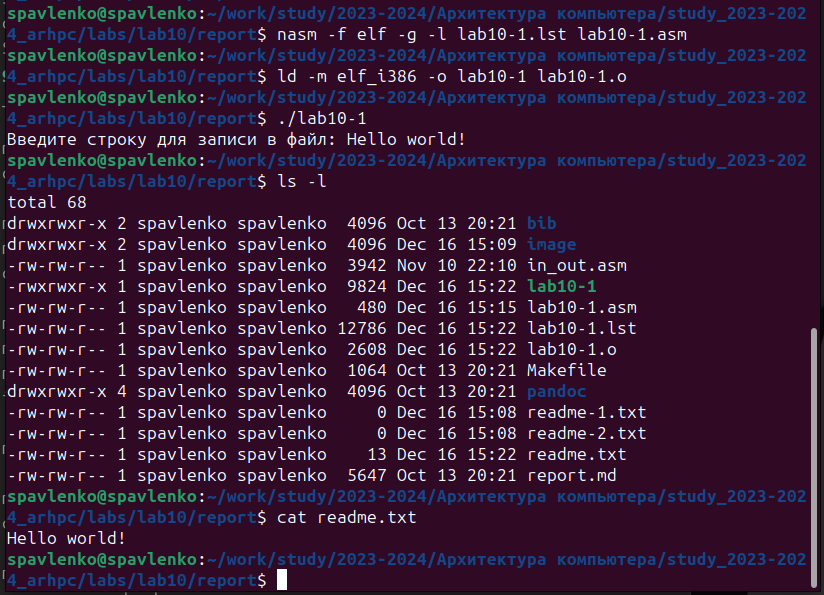 spavlenko@spavlenko:~/work/study/2023-2024/Архитектура компьютера/study_2023-202
4_arhpc/labs/lab10/report$ nasm -f elf -g -l lab10-1.lst lab10-1.asm
spavlenko@spavlenko:~/work/study/2023-2024/Архитектура компьютера/study_2023-202
4_arhpc/labs/lab10/report$ ld -m elf_i386 -o lab10-1 lab10-1.o
spavlenko@spavlenko:~/work/study/2023-2024/Архитектура компьютера/study_2023-202
4_arhpc/labs/lab10/report$ ./lab10-1
Введите строку для записи в файл: Hello world!
spavlenko@spavlenko:~/work/study/2023-2024/Архитектура компьютера/study_2023-202
4_arhpc/labs/lab10/report$ ls -l
total 68
drwxrwxr-x 2 spavlenko spavlenko  4096 Oct 13 20:21 bib
drwxrwxr-x 2 spavlenko spavlenko  4096 Dec 16 15:09 image
-rw-rw-r-- 1 spavlenko spavlenko  3942 Nov 10 22:10 in_out.asm
-rwxrwxr-x 1 spavlenko spavlenko  9824 Dec 16 15:22 lab10-1
-rw-rw-r-- 1 spavlenko spavlenko   480 Dec 16 15:15 lab10-1.asm
-rw-rw-r-- 1 spavlenko spavlenko 12786 Dec 16 15:22 lab10-1.lst
-rw-rw-r-- 1 spavlenko spavlenko  2608 Dec 16 15:22 lab10-1.o
-rw-rw-r-- 1 spavlenko spavlenko  1064 Oct 13 20:21 Makefile
drwxrwxr-x 4 spavlenko spavlenko  4096 Oct 13 20:21 pandoc
-rw-rw-r-- 1 spavlenko spavlenko     0 Dec 16 15:08 readme-1.txt
-rw-rw-r-- 1 spavlenko spavlenko     0 Dec 16 15:08 readme-2.txt
-rw-rw-r-- 1 spavlenko spavlenko    13 Dec 16 15:22 readme.txt
-rw-rw-r-- 1 spavlenko spavlenko  5647 Oct 13 20:21 report.md
spavlenko@spavlenko:~/work/study/2023-2024/Архитектура компьютера/study_2023-202
4_arhpc/labs/lab10/report$ cat readme.txt
Hello world!
spavlenko@spavlenko:~/work/study/2023-2024/Архитектура компьютера/study_2023-202
4_arhpc/labs/lab10/report$